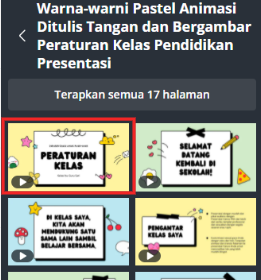 Warna-warni Pastel Animasi
Ditulis Tangan dan Bergambar
Peraturan Kelas Pendidikan
Presentasi
Terapkan semua 17 halaman
PERATURAN
KELAS
SELAMAT
DATANG
KEMBALI DI
SEKOLAH!
DI KELAS SAYA,
KITA AKAN
MENDUKUNG SATU
SAMA LAIN SAMBIL
BELAJAR BERSAMA.
PENGANTAR
KELAS SAYA